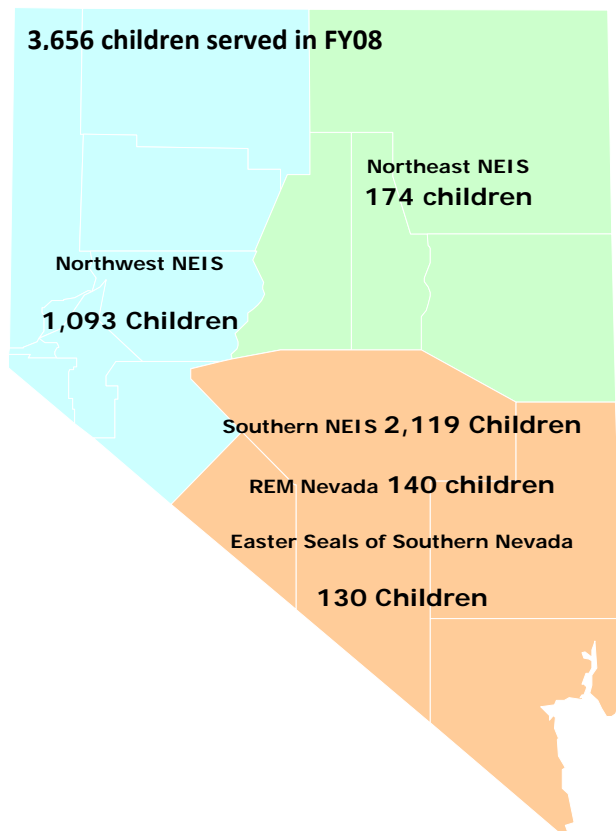 3,656 children served in FY08
Northeast NEIS
174 children
Northwest NEIS
1,093 Children
Southern NEIS 2,119 Children
REM Nevada 140 children
Easter Seals of Southern Nevada
130 Children